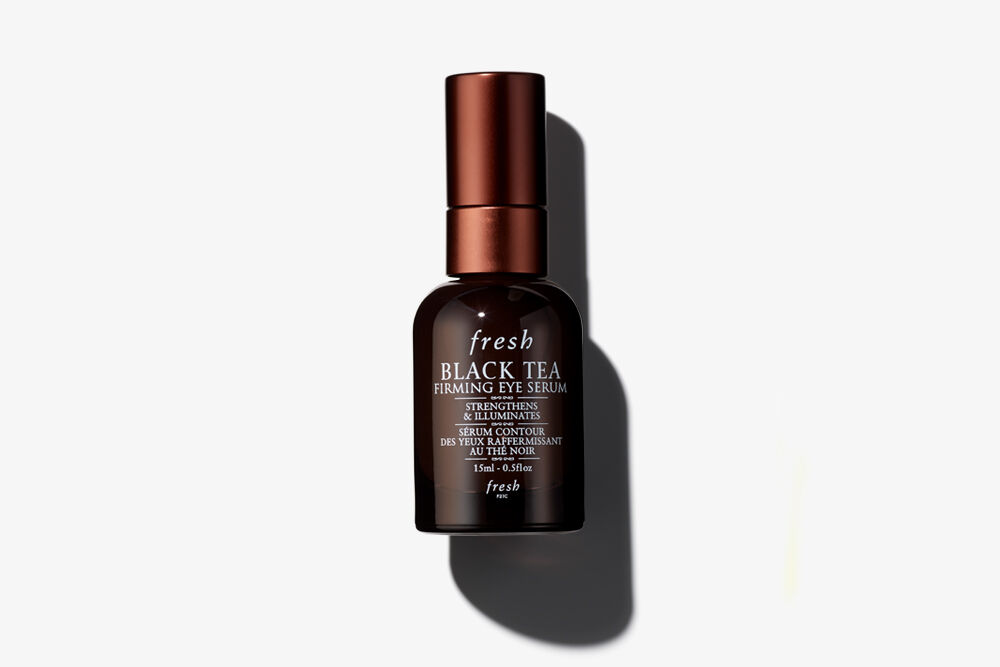 fresh
BLACK TEA
FIRMING EYE SERUM
STRENGTHENS
& ILLUMINATES
SÉRUM CONTOUR
DES YEUX RAFFERMISSANT
AU THÉ NOIR
15ml - 0.5floz
fresh
F21C